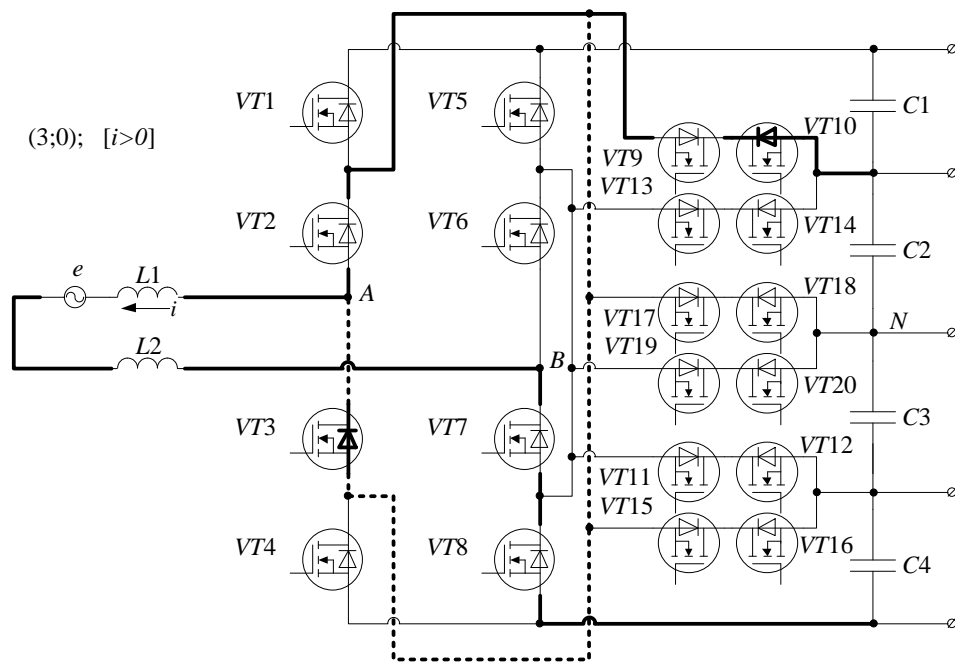 VT1
VT5
C1
(3;0); [i>0]
VT10
VT9
VT13
VT2
VT6
VT14
C2
e
L1
i
A
VT18
VT17
N
VT19
L2
B
VT20
VT3
VT7
C3
VT12
VT11
VT15
VT4
VT8
VT16
C4